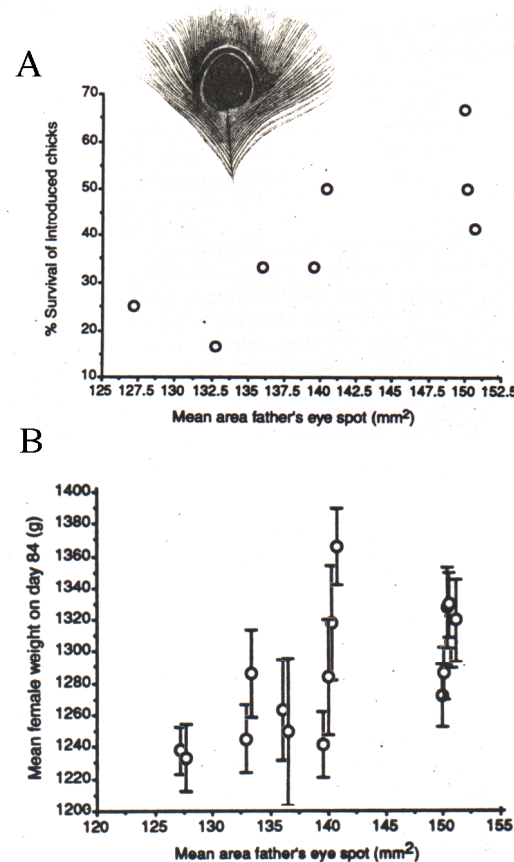 A
% Survival of introduced chicks
70
60
50
40
30
20
10
125 127.5 130 132.5 135 137.5 140 142.5 145 147.5 150 152.5
Mean area father's eye spot (mm²)
B
Mean female weight on day 84 (g)
1400
1380
1360
1340
1320
1300
1280
1260
1240
1220
1200
120 125 130 135 140 145 150 155
Mean area father's eye spot (mm²)